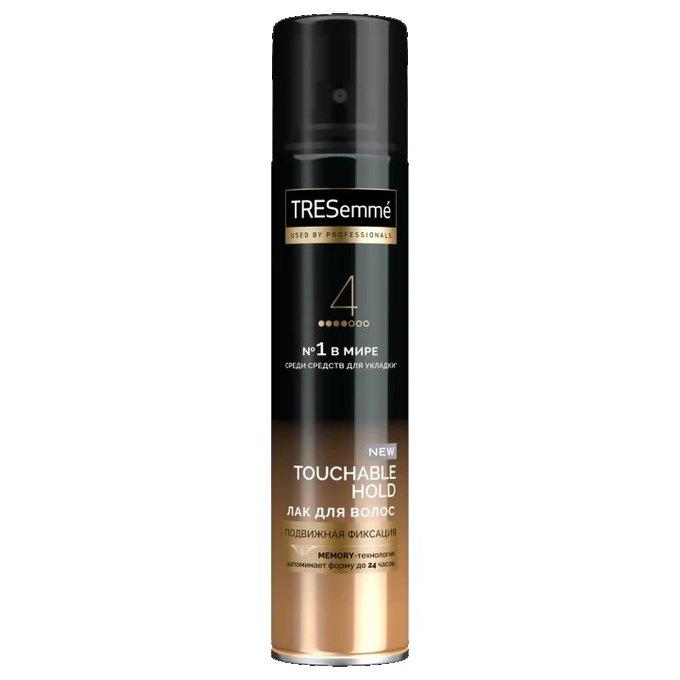 TRESemmé
USED BY PROFESSIONALS
4
№1 В МИРЕ
СРЕДИ СРЕДСТВ ДЛЯ УКЛАДКИ*
NEW
TOUCHABLE
HOLD
ЛАК ДЛЯ ВОЛОС
ПОДВИЖНАЯ ФИКСАЦИЯ
MEMORY-технология
запоминает форму до 24 часов